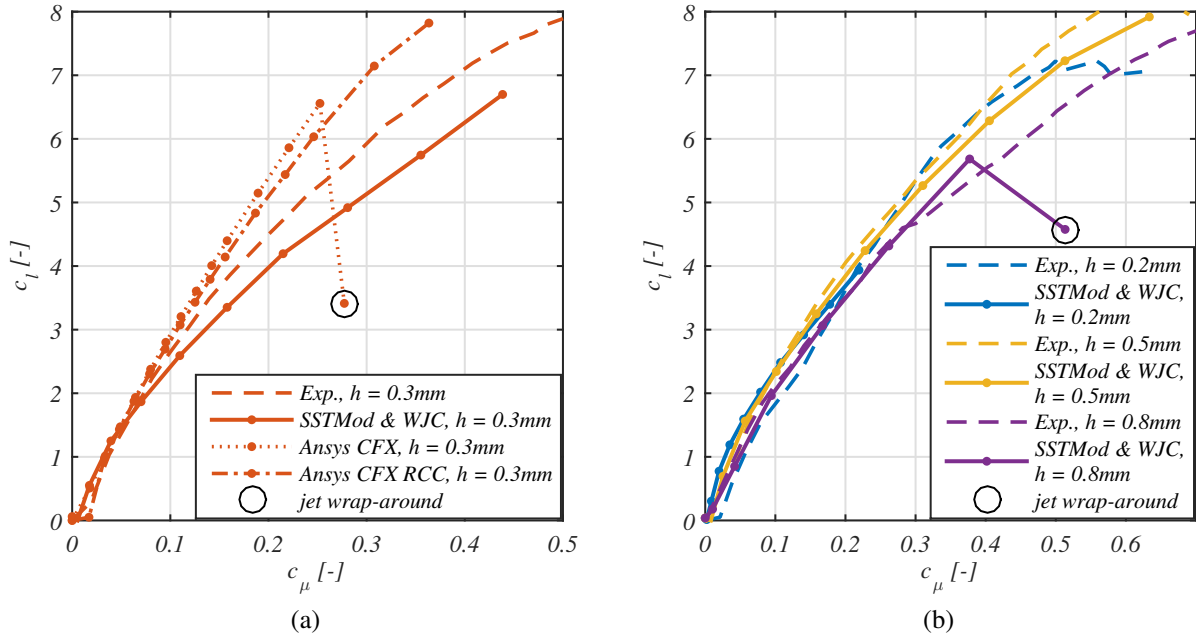 8
7
6
5
4
3
2
1
0
c_l [-]
0 0.1 0.2 0.3 0.4 0.5
c_μ [-]
Exp., h = 0.3mm
SSTMod & WJC, h = 0.3mm
Ansys CFX, h = 0.3mm
Ansys CFX RCC, h = 0.3mm
jet wrap-around
(a)
8
7
6
5
4
3
2
1
0
c_l [-]
0 0.1 0.2 0.3 0.4 0.5 0.6
c_μ [-]
Exp., h = 0.2mm
SSTMod & WJC,
h = 0.2mm
Exp., h = 0.5mm
SSTMod & WJC,
h = 0.5mm
Exp., h = 0.8mm
SSTMod & WJC,
h = 0.8mm
jet wrap-around
(b)